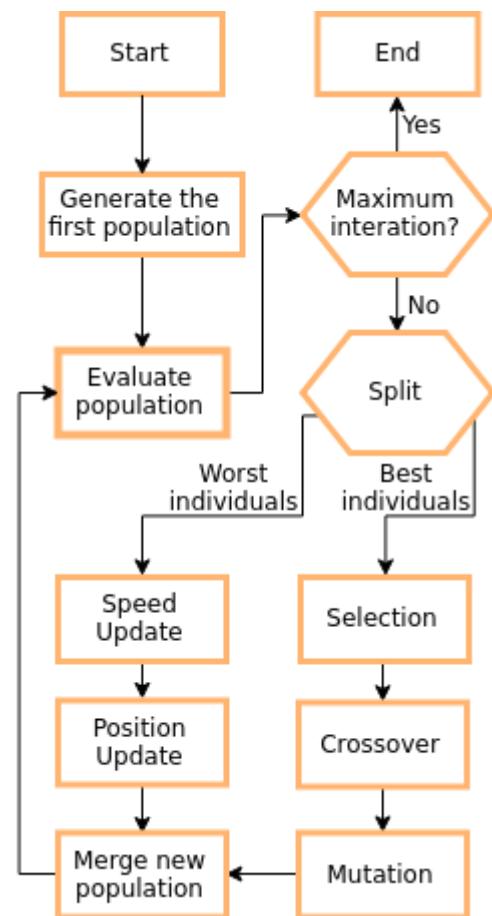 Start
End
Yes
Generate the
first population
Maximum
interation?
No
Evaluate
population
Split
Worst
individuals
Best
individuals
Speed
Update
Selection
Position
Update
Crossover
Merge new
population
Mutation